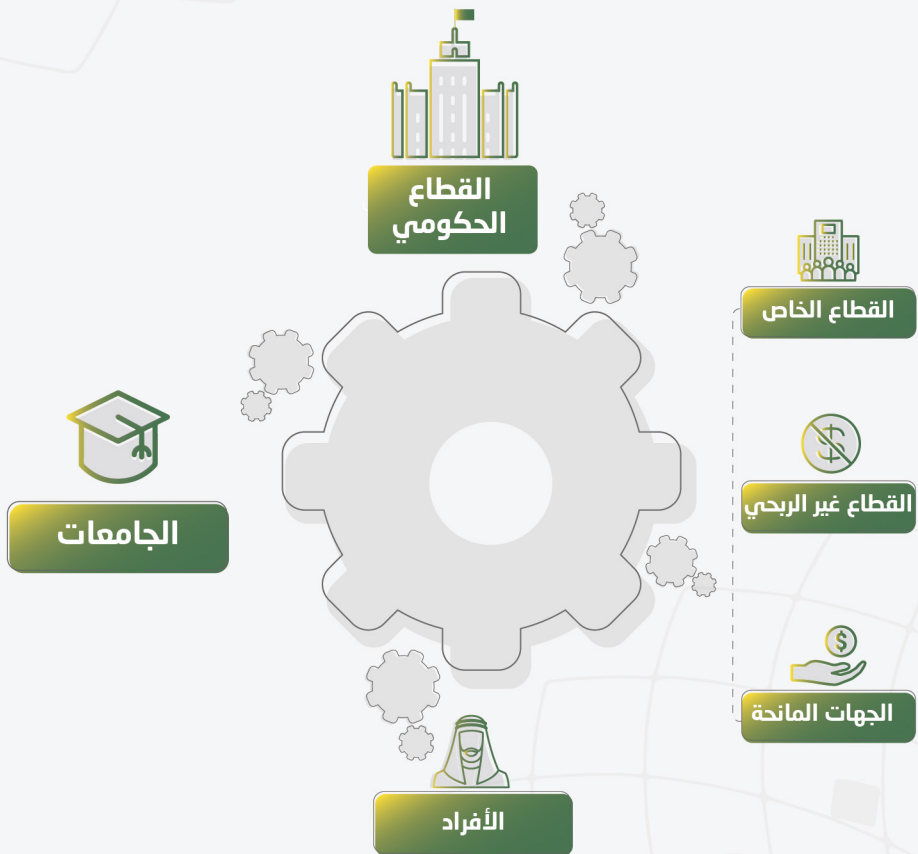 القطاع
الحكومي
القطاع الخاص
القطاع غير الربحي
الجامعات
الجهات المانحة
الأفراد